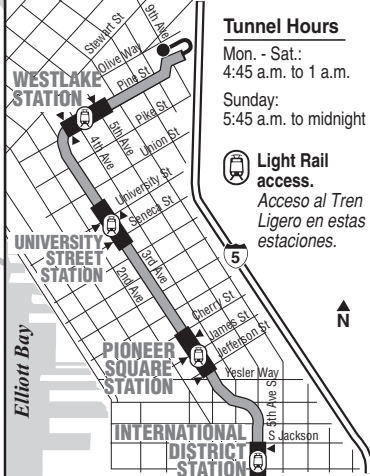 Stewart St
9th Ave
Olive Way
Pine St
WESTLAKE
STATION
Pike St
5th Ave
4th Ave
Union St
University St
Seneca St
UNIVERSITY
STREET
STATION
3rd Ave
2nd Ave
Cherry St
James St
Jefferson St
PIONEER
SQUARE
STATION
Yesler Way
5th Ave S
S Jackson
INTERNATIONAL
DISTRICT
STATION
Elliott Bay
Tunnel Hours
Mon. - Sat.:
4:45 a.m. to 1 a.m.
Sunday:
5:45 a.m. to midnight
Light Rail
access.
Acceso al Tren
Ligero en estas
estaciones.
5
N